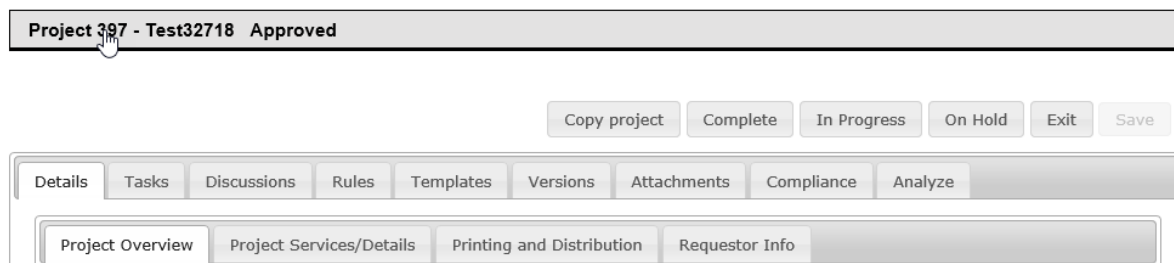 Project 397 - Test32718 Approved
Copy project Complete In Progress On Hold Exit Save
Details Tasks Discussions Rules Templates Versions Attachments Compliance Analyze
Project Overview Project Services/Details Printing and Distribution Requestor Info